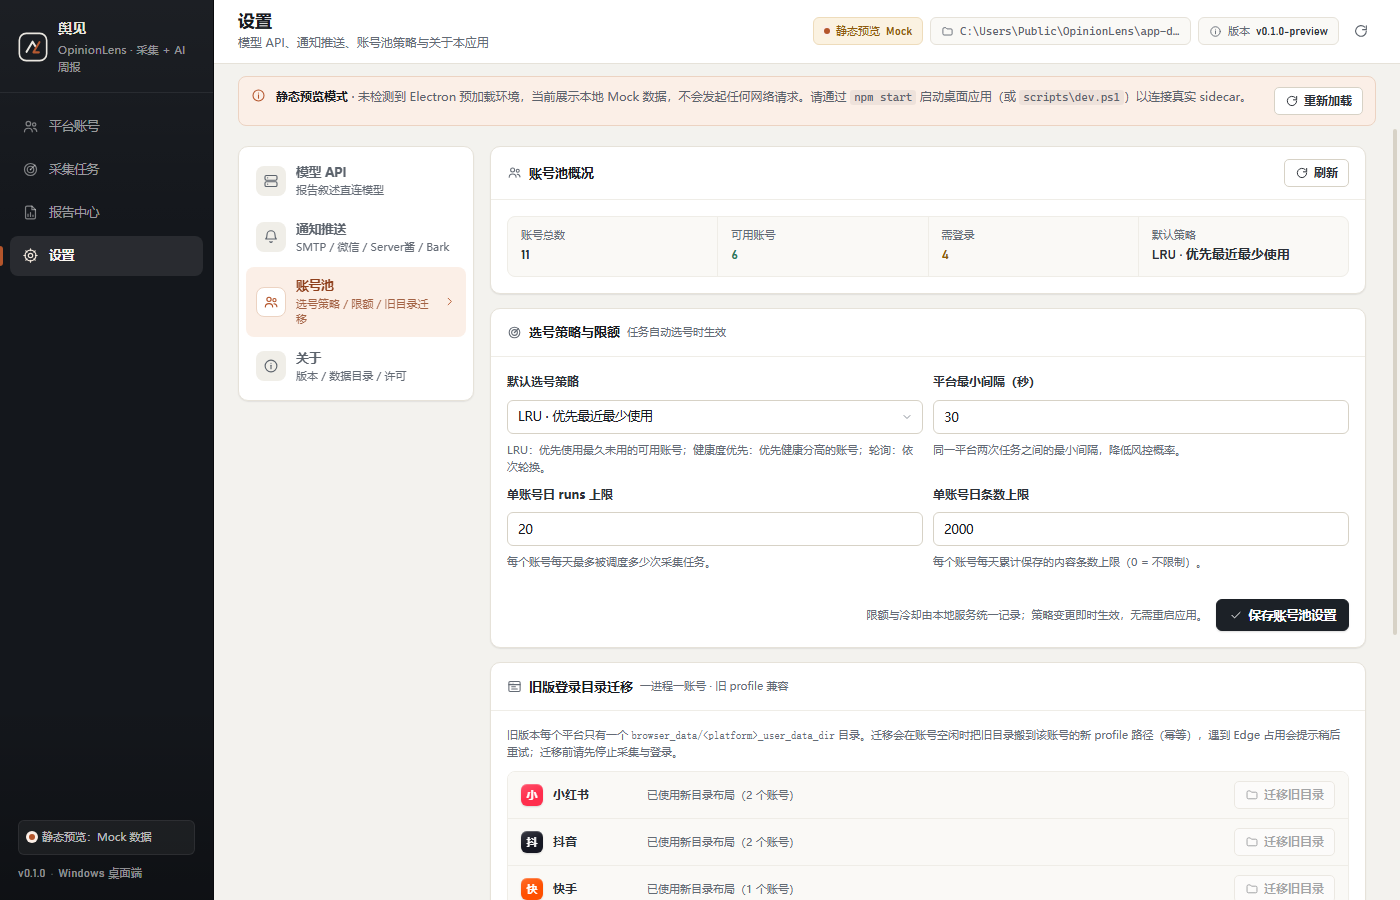 舆见
OpinionLens · 采集 + AI
周报
平台账号
采集任务
报告中心
设置
静态预览：Mock 数据
v0.1.0 · Windows 桌面端
设置
模型 API、通知推送、账号池策略与关于本应用
静态预览 Mock
C:\Users\Public\OpinionLens\app-d…
版本 v0.1.0-preview
静态预览模式 · 未检测到 Electron 预加载环境，当前展示本地 Mock 数据，不会发起任何网络请求。请通过 npm start 启动桌面应用（或 scripts\dev.ps1）以连接真实 sidecar。
重新加载
模型 API
报告叙述直连模型
通知推送
SMTP / 微信 / Server酱 / Bark
账号池
选号策略 / 限额 / 旧目录迁
移
关于
版本 / 数据目录 / 许可
账号池概况
刷新
账号总数
11
可用账号
6
需登录
4
默认策略
LRU · 优先最近最少使用
选号策略与限额 任务自动选号时生效
默认选号策略
LRU · 优先最近最少使用
LRU：优先使用最久未用的可用账号；健康度优先：优先健康分高的账号；轮询：依
次轮换。
平台最小间隔（秒）
30
同一平台两次任务之间的最小间隔，降低风控概率。
单账号日 runs 上限
20
每个账号每天最多被调度多少次采集任务。
单账号日条数上限
2000
每个账号每天累计保存的内容条数上限（0 = 不限制）。
限额与冷却由本地服务统一记录；策略变更即时生效，无需重启应用。
保存账号池设置
旧版登录目录迁移 一进程一账号 · 旧 profile 兼容
旧版本每个平台只有一个 browser_data/<platform>_user_data_dir 目录。迁移会在账号空闲时把旧目录搬到该账号的新 profile 路径（幂等），遇到 Edge 占用会提示稍后
重试；迁移前请先停止采集与登录。
小 小红书 已使用新目录布局（2 个账号） 迁移旧目录
抖 抖音 已使用新目录布局（2 个账号） 迁移旧目录
快 快手 已使用新目录布局（1 个账号） 迁移旧目录